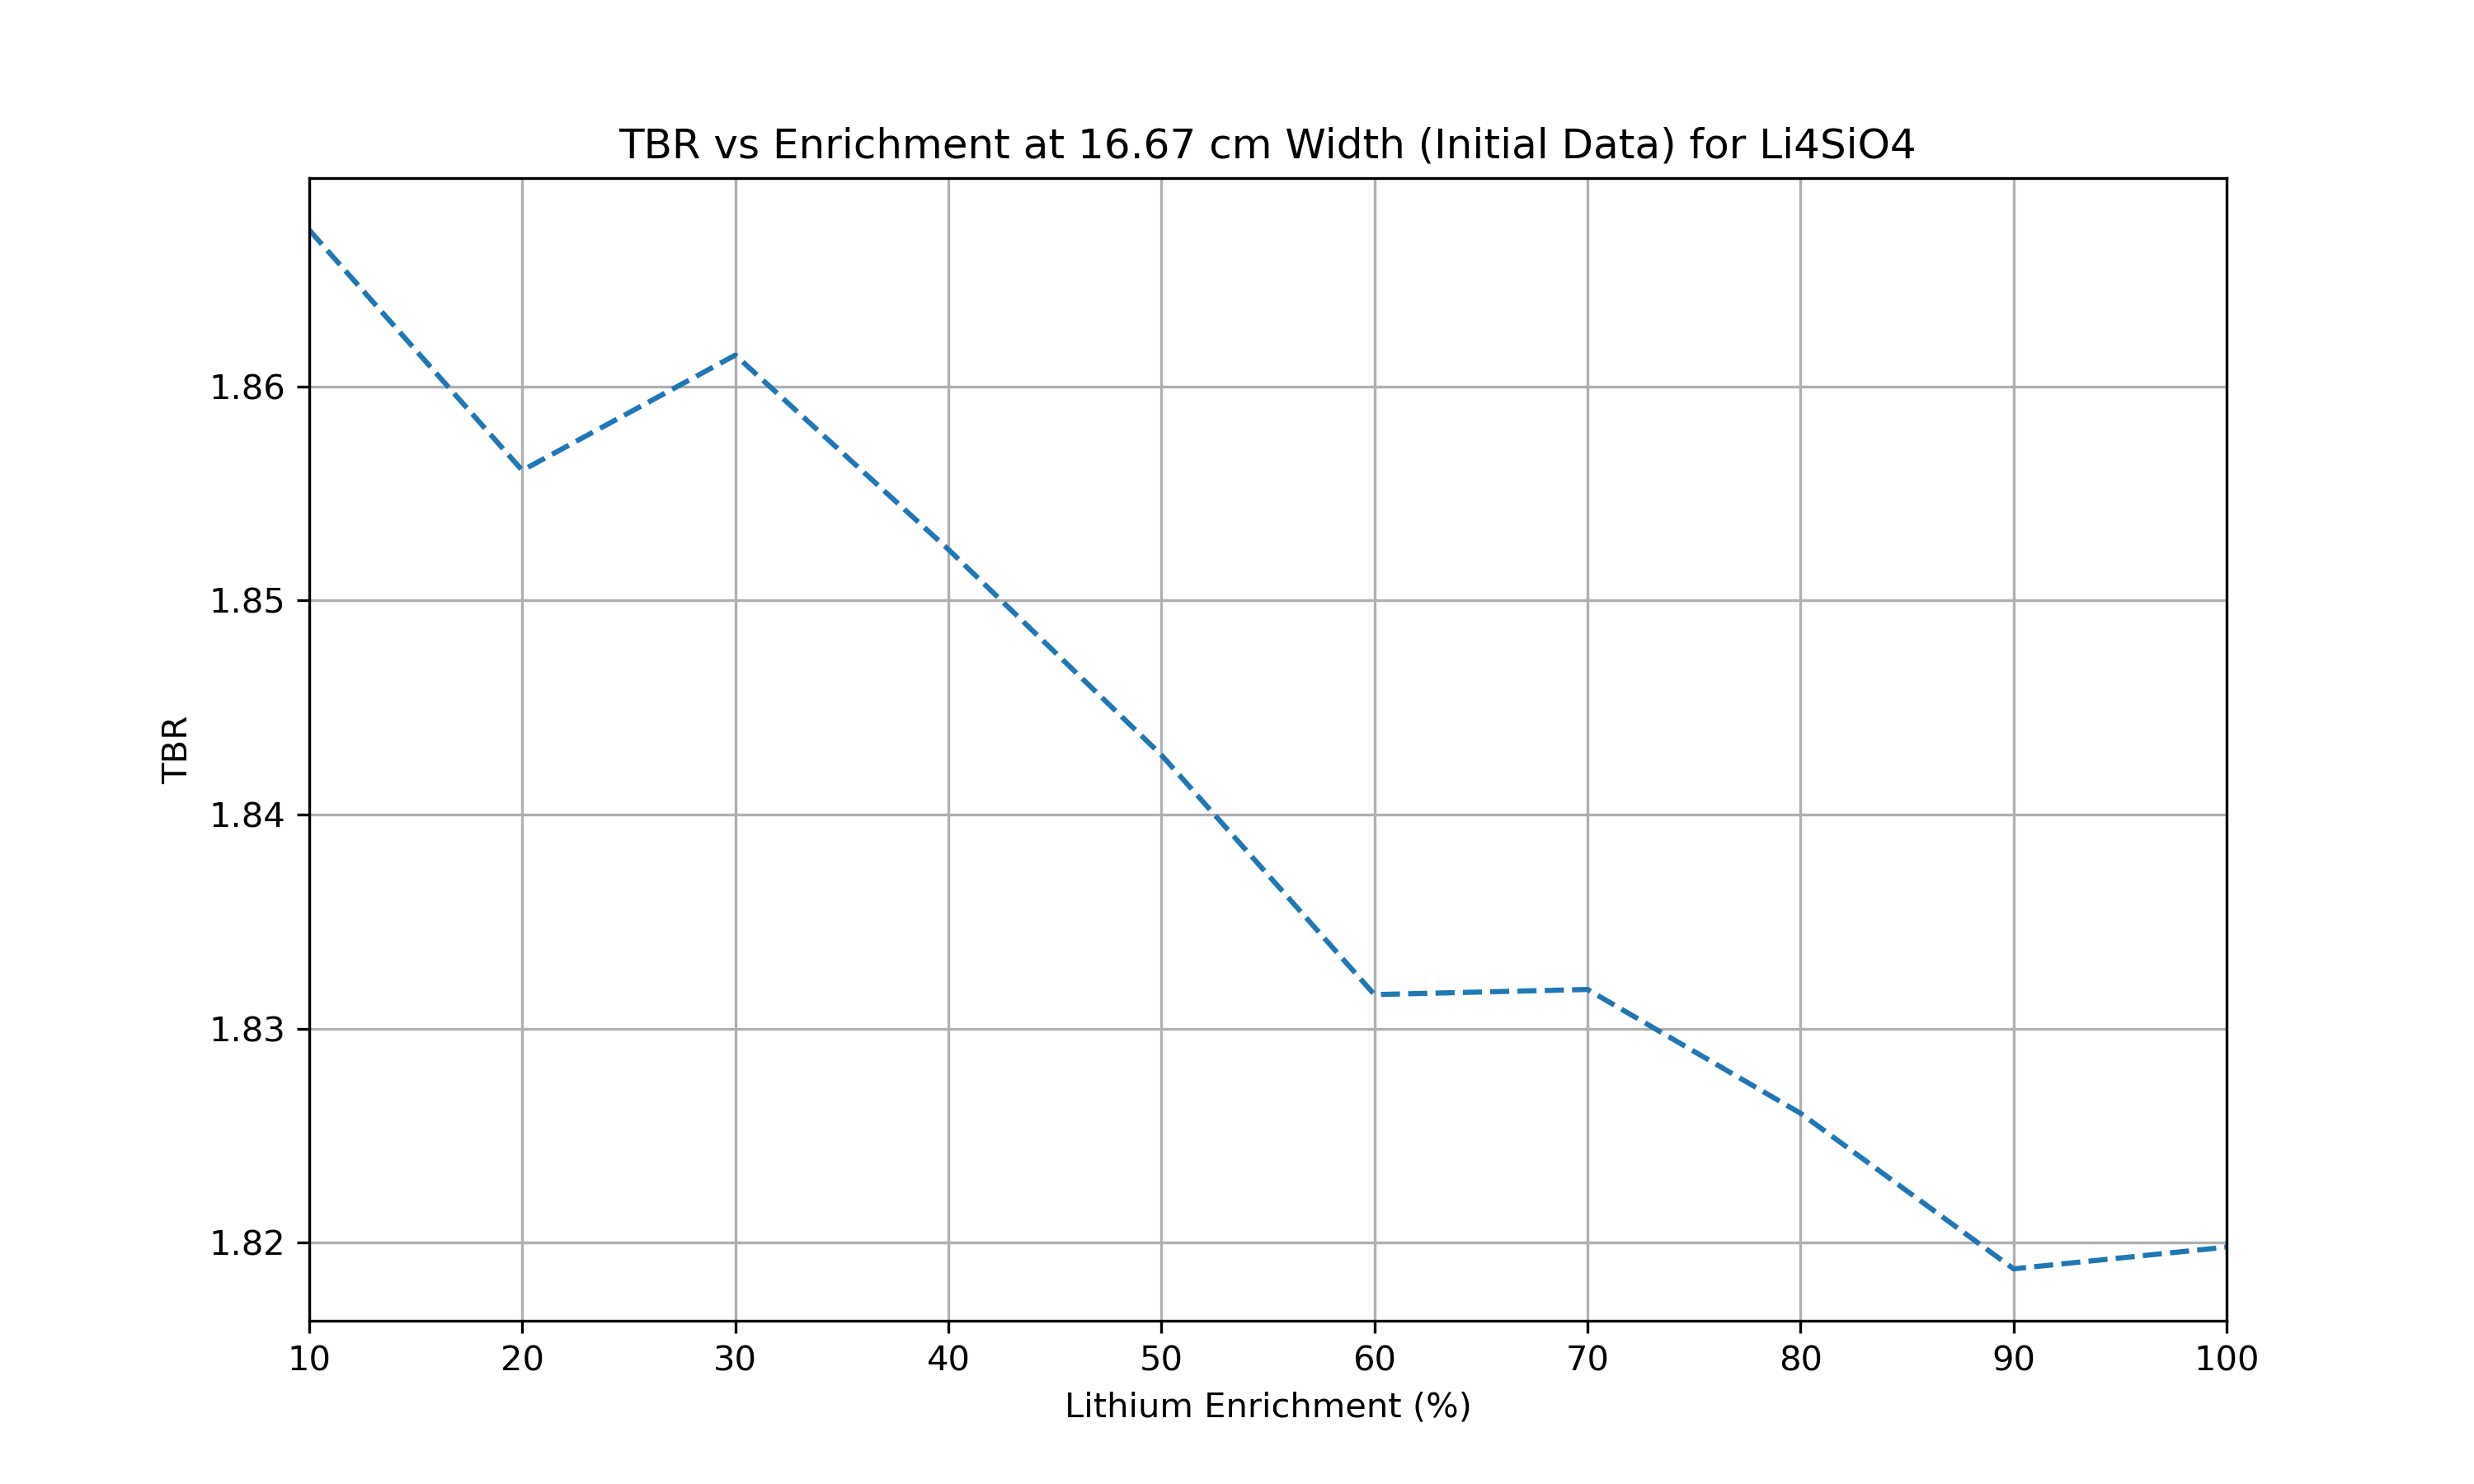 TBR vs Enrichment at 16.67 cm Width (Initial Data) for Li4SiO4
TBR
1.86
1.85
1.84
1.83
1.82
10 20 30 40 50 60 70 80 90 100
Lithium Enrichment (%)